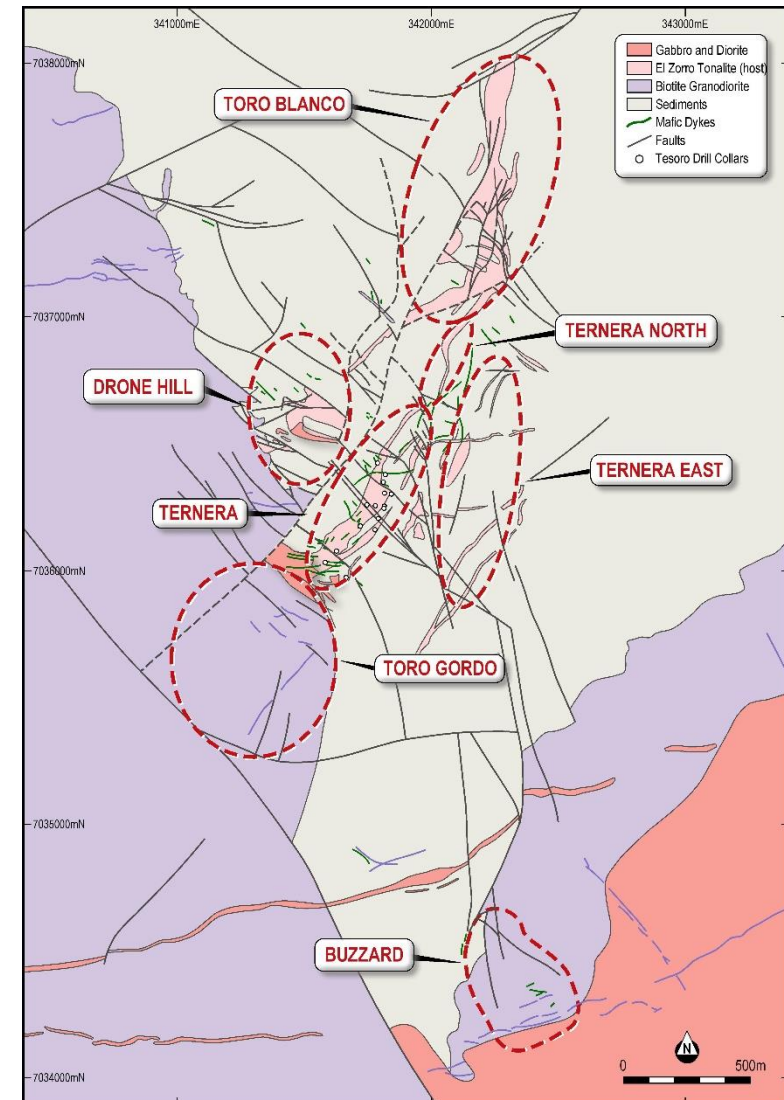 341000mE
342000mE
343000mE
7038000mN
7037000mN
7036000mN
7035000mN
7034000mN
Gabbro and Diorite
El Zorro Tonalite (host)
Biotite Granodiorite
Sediments
Mafic Dykes
Faults
Tesoro Drill Collars
TORO BLANCO
TERNERA NORTH
DRONE HILL
TERNERA EAST
TERNERA
TORO GORDO
BUZZARD
N
0 500m